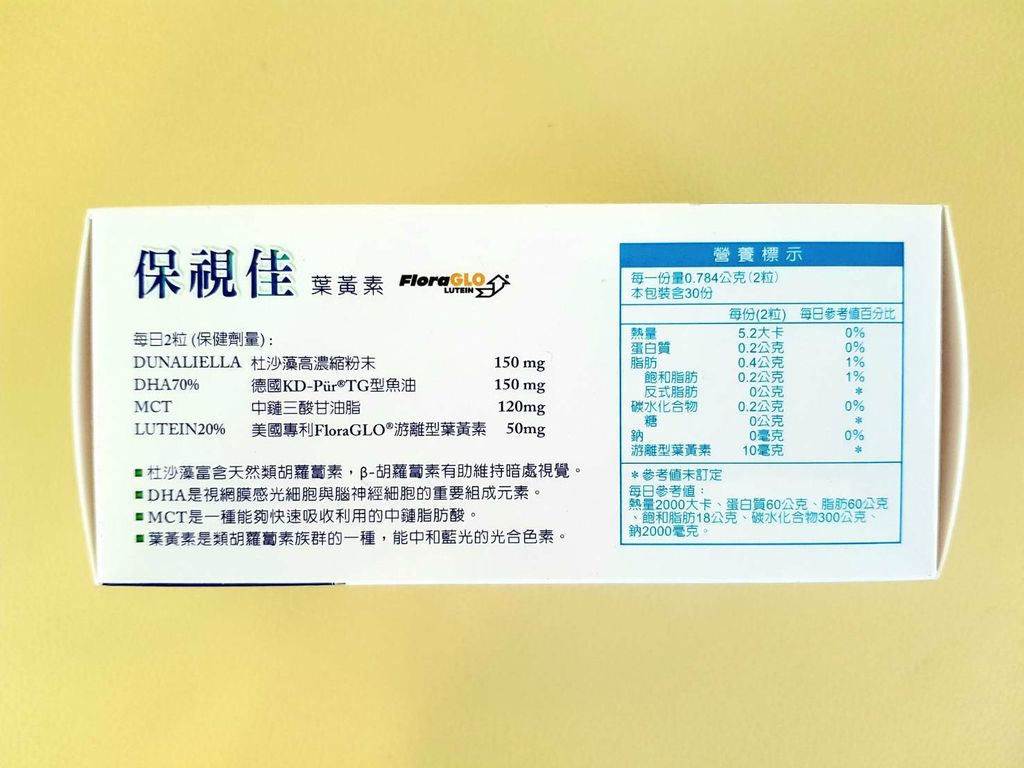 保視佳 葉黃素 FloraGLO LUTEIN
每日2粒 (保健劑量) :
DUNALIELLA 杜沙藻高濃縮粉末 150 mg
DHA70% 德國KD-Pür®TG型魚油 150 mg
MCT 中鏈三酸甘油脂 120mg
LUTEIN20% 美國專利FloraGLO®游離型葉黃素 50mg
■ 杜沙藻富含天然類胡蘿蔔素，β-胡蘿蔔素有助維持暗處視覺。
■ DHA是視網膜感光細胞與腦神經細胞的重要組成元素。
■ MCT是一種能夠快速吸收利用的中鏈脂肪酸。
■ 葉黃素是類胡蘿蔔素族群的一種，能中和藍光的光合色素。
營養標示
每一份量0.784公克 (2粒)
本包裝含30份
每份(2粒) 每日參考值百分比
熱量 5.2大卡 0%
蛋白質 0.2公克 0%
脂肪 0.4公克 1%
飽和脂肪 0.2公克 1%
反式脂肪 0公克 *
碳水化合物 0.2公克 0%
糖 0公克 *
鈉 0毫克 0%
游離型葉黃素 10毫克 *
*參考值未訂定
每日參考值：
熱量2000大卡、蛋白質60公克、脂肪60公克
、飽和脂肪18公克、碳水化合物300公克、
鈉2000毫克。